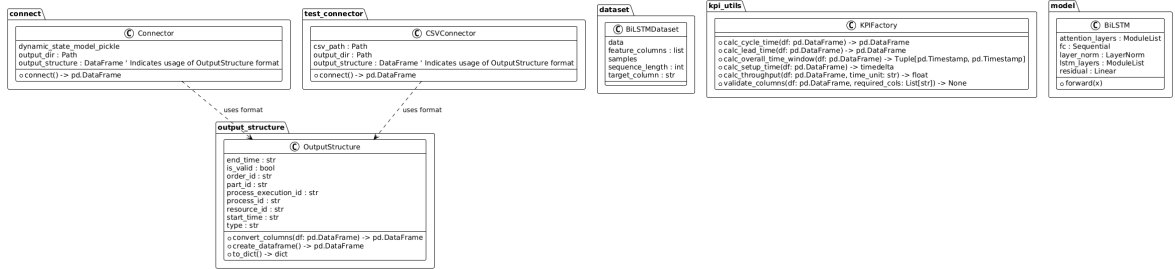 connect
C Connector
dynamic_state_model_pickle
output_dir : Path
output_structure : DataFrame ' Indicates usage of OutputStructure format
connect() -> pd.DataFrame
test_connector
C CSVConnector
csv_path : Path
output_dir : Path
output_structure : DataFrame ' Indicates usage of OutputStructure format
connect() -> pd.DataFrame
dataset
C BiLSTMDataset
data
feature_columns : list
samples
sequence_length : int
target_column : str
kpi_utils
C KPIFactory
calc_cycle_time(df: pd.DataFrame) -> pd.DataFrame
calc_lead_time(df: pd.DataFrame) -> pd.DataFrame
calc_overall_time_window(df: pd.DataFrame) -> Tuple[pd.Timestamp, pd.Timestamp]
calc_setup_time(df: pd.DataFrame) -> timedelta
calc_throughput(df: pd.DataFrame, time_unit: str) -> float
validate_columns(df: pd.DataFrame, required_cols: List[str]) -> None
model
C BiLSTM
attention_layers : ModuleList
fc : Sequential
layer_norm : LayerNorm
lstm_layers : ModuleList
residual : Linear
forward(x)
uses format
uses format
output_structure
C OutputStructure
end_time : str
is_valid : bool
order_id : str
part_id : str
process_execution_id : str
process_id : str
resource_id : str
start_time : str
type : str
convert_columns(df: pd.DataFrame) -> pd.DataFrame
create_dataframe() -> pd.DataFrame
to_dict() -> dict